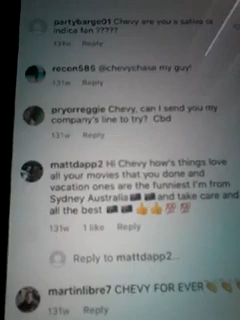 partybarge01 Chevy are you a sativa or
indica fan ?????
131w Reply
recon585 @chevychase my guy!
131w Reply
pryorreggie Chevy, can I send you my
company's line to try? Cbd
131w Reply
mattdapp2 Hi Chevy how's things love
all your movies that you done and
vacation ones are the funniest I'm from
Sydney Australia🇦🇺🇦🇺and take care and
all the best 🇦🇺🇦🇺👍👍💯💯
131w 1 like Reply
Reply to mattdapp2...
martinlibre7 CHEVY FOR EVER 👏👏👏
131w Reply